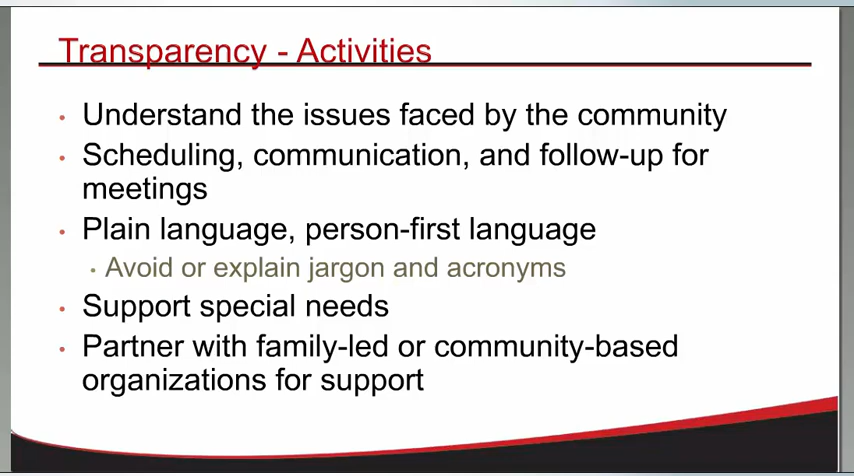 Transparency - Activities
• Understand the issues faced by the community
• Scheduling, communication, and follow-up for
meetings
• Plain language, person-first language
• Avoid or explain jargon and acronyms
• Support special needs
• Partner with family-led or community-based
organizations for support